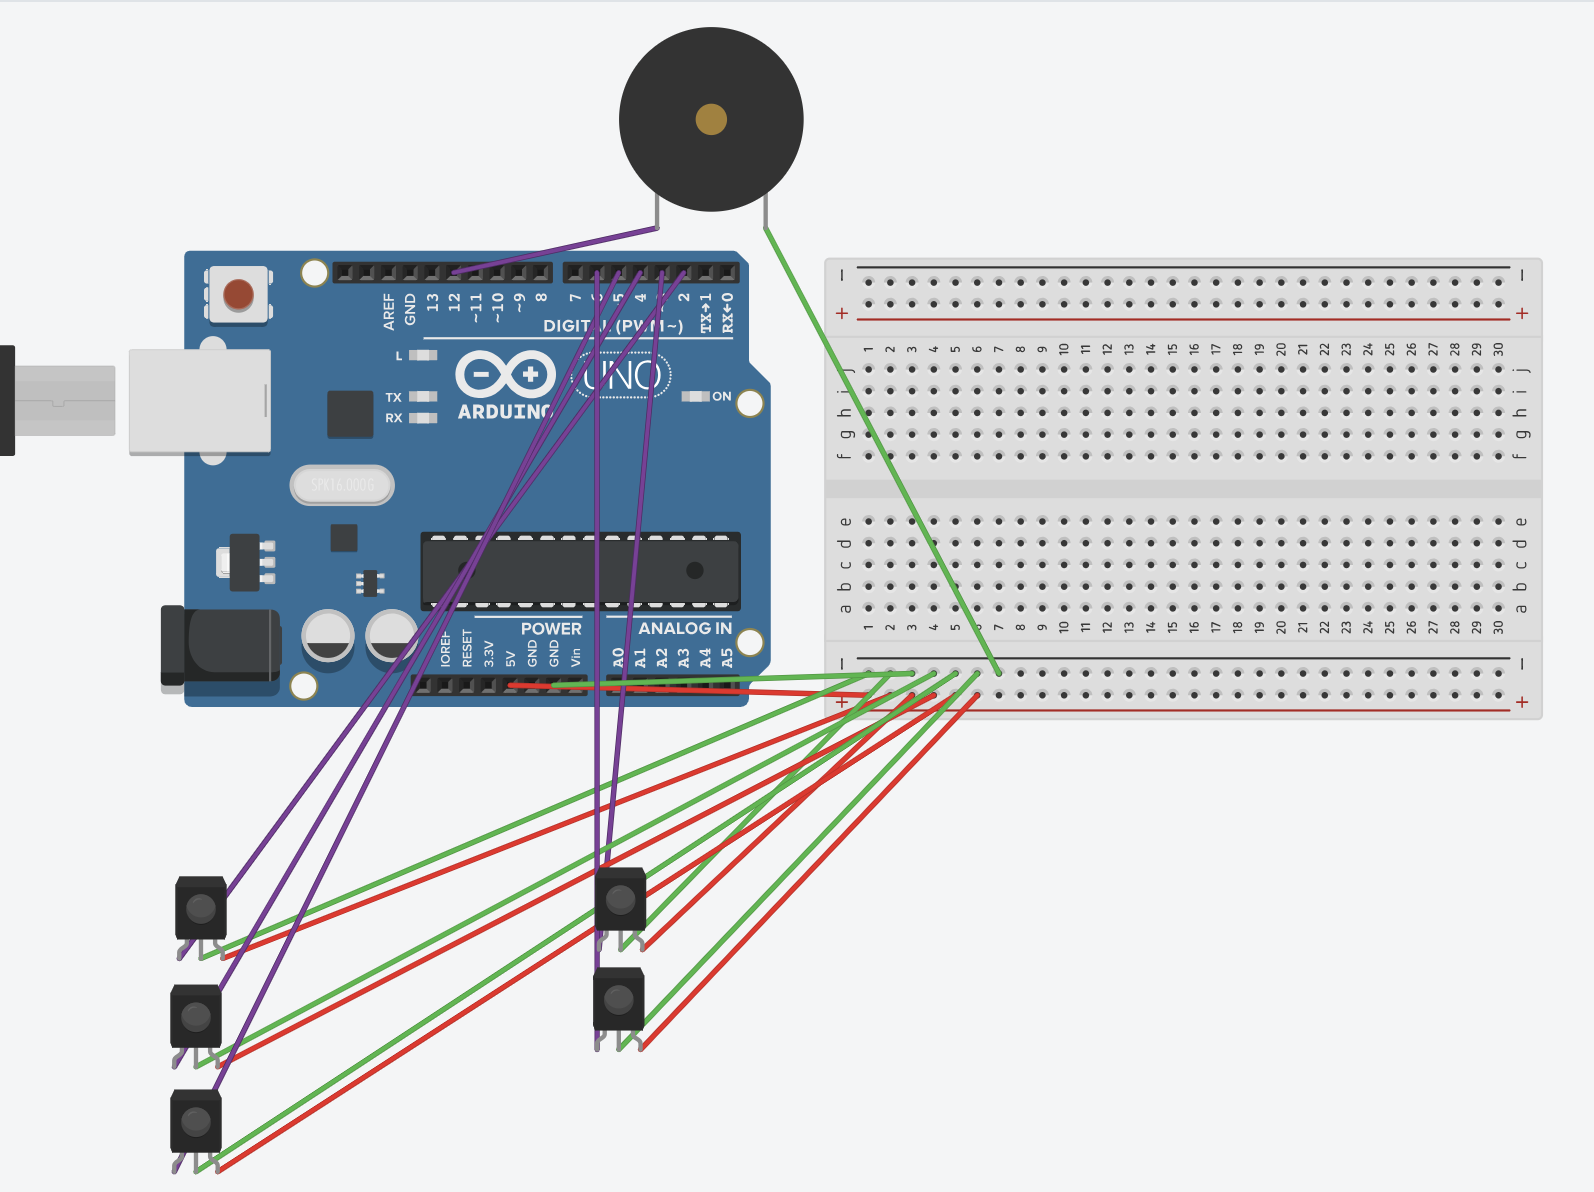 AREF
GND
13
12
~11
~10
~9
8
7
5
4
2
TX→1
RX←0
DIGITAL (PWM~)
L
TX
RX
ARDUINO
UNO
ON
SPK16.000G
POWER
ANALOG IN
IOREF
RESET
3.3V
5V
GND
GND
Vin
A0
A1
A2
A3
A4
A5
− −
+ +
1 2 3 4 5 6 7 8 9 10 11 12 13 14 15 16 17 18 19 20 21 22 23 24 25 26 27 28 29 30
j j
i i
h h
g g
f f
e e
d d
c c
b b
a a
1 2 3 4 5 6 7 8 9 10 11 12 13 14 15 16 17 18 19 20 21 22 23 24 25 26 27 28 29 30
− −
+ +